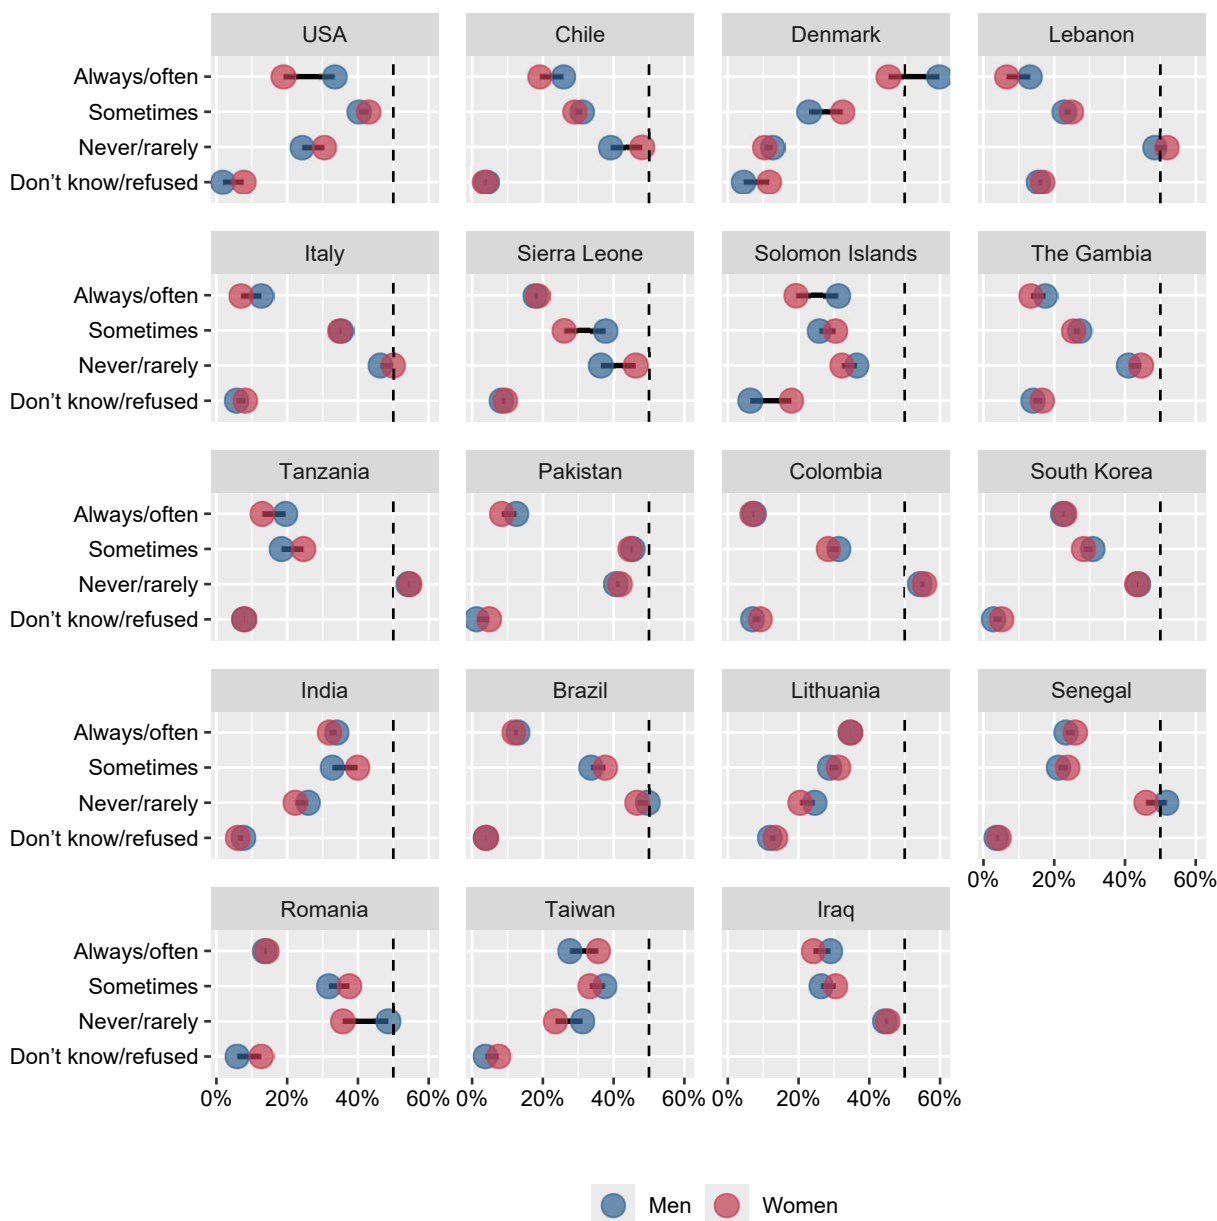 USA Chile Denmark Lebanon
Always/often
Sometimes
Never/rarely
Don't know/refused
Italy Sierra Leone Solomon Islands The Gambia
Always/often
Sometimes
Never/rarely
Don't know/refused
Tanzania Pakistan Colombia South Korea
Always/often
Sometimes
Never/rarely
Don't know/refused
India Brazil Lithuania Senegal
Always/often
Sometimes
Never/rarely
Don't know/refused
0% 20% 40% 60%
Romania Taiwan Iraq
Always/often
Sometimes
Never/rarely
Don't know/refused
0% 20% 40% 60% 0% 20% 40% 60% 0% 20% 40% 60%
Men Women